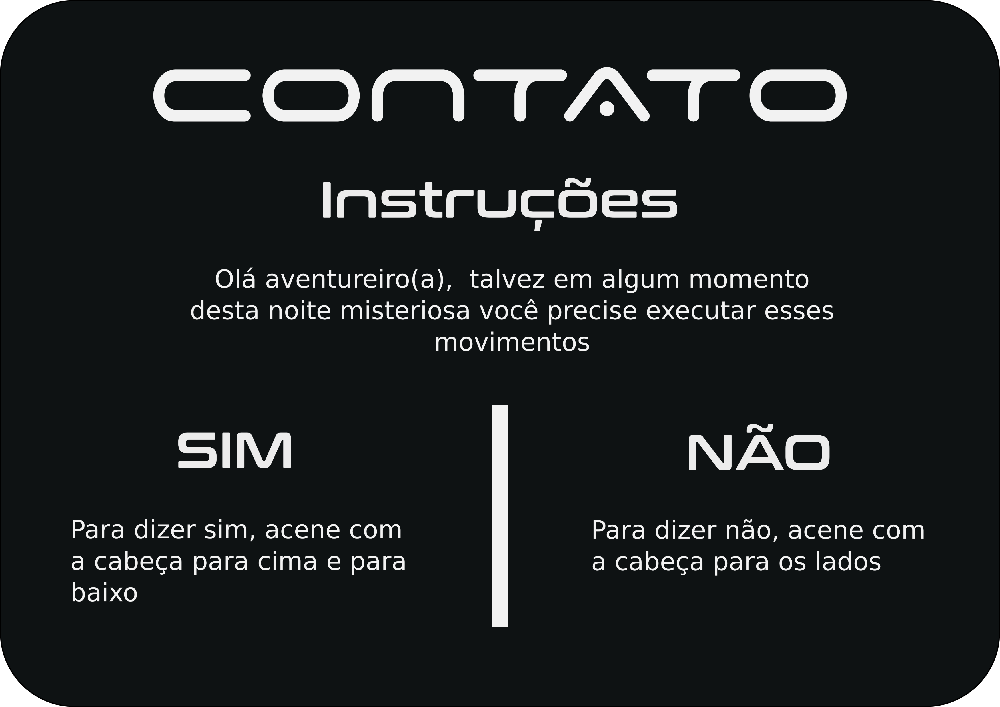 CONTATO
Instruções
Olá aventureiro(a),  talvez em algum momento
desta noite misteriosa você precise executar esses
movimentos
SIM
Para dizer sim, acene com
a cabeça para cima e para
baixo
NÃO
Para dizer não, acene com
a cabeça para os lados